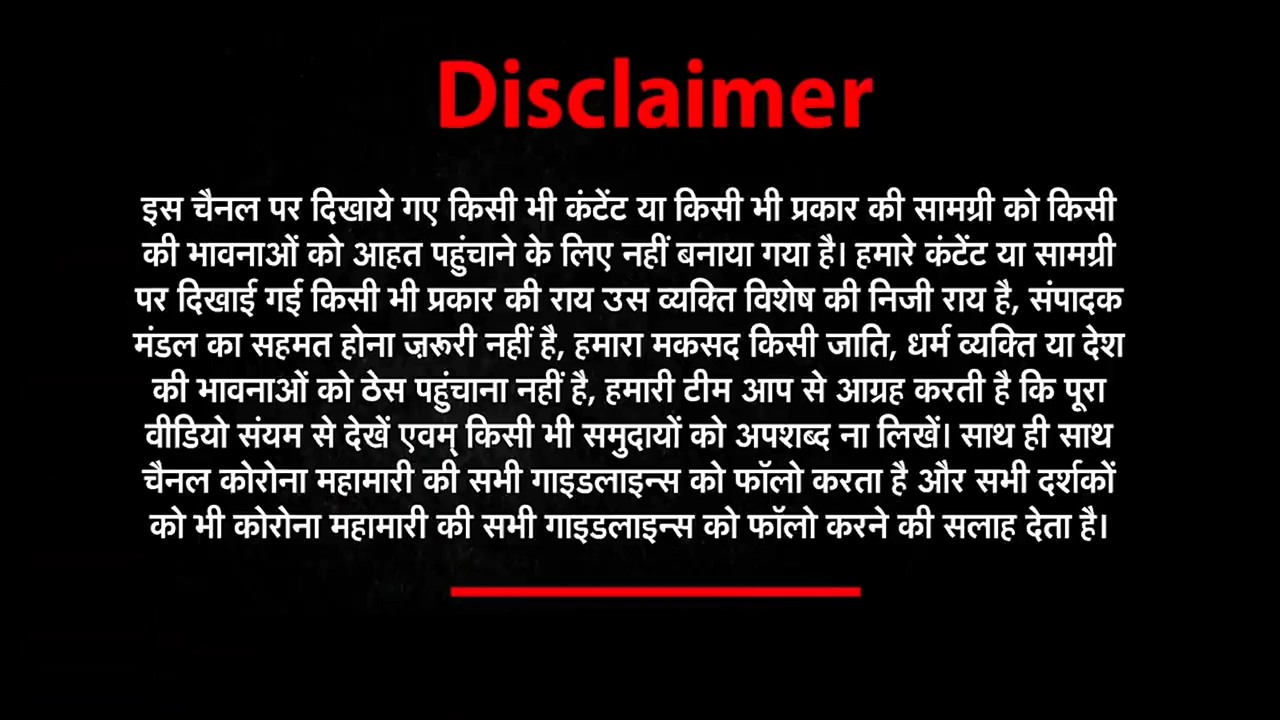 Disclaimer
इस चैनल पर दिखाये गए किसी भी कंटेंट या किसी भी प्रकार की सामग्री को किसी
की भावनाओं को आहत पहुंचाने के लिए नहीं बनाया गया है। हमारे कंटेंट या सामग्री
पर दिखाई गई किसी भी प्रकार की राय उस व्यक्ति विशेष की निजी राय है, संपादक
मंडल का सहमत होना ज़रूरी नहीं है, हमारा मकसद किसी जाति, धर्म व्यक्ति या देश
की भावनाओं को ठेस पहुंचाना नहीं है, हमारी टीम आप से आग्रह करती है कि पूरा
वीडियो संयम से देखें एवम् किसी भी समुदायों को अपशब्द ना लिखें। साथ ही साथ
चैनल कोरोना महामारी की सभी गाइडलाइन्स को फॉलो करता है और सभी दर्शकों
को भी कोरोना महामारी की सभी गाइडलाइन्स को फॉलो करने की सलाह देता है।